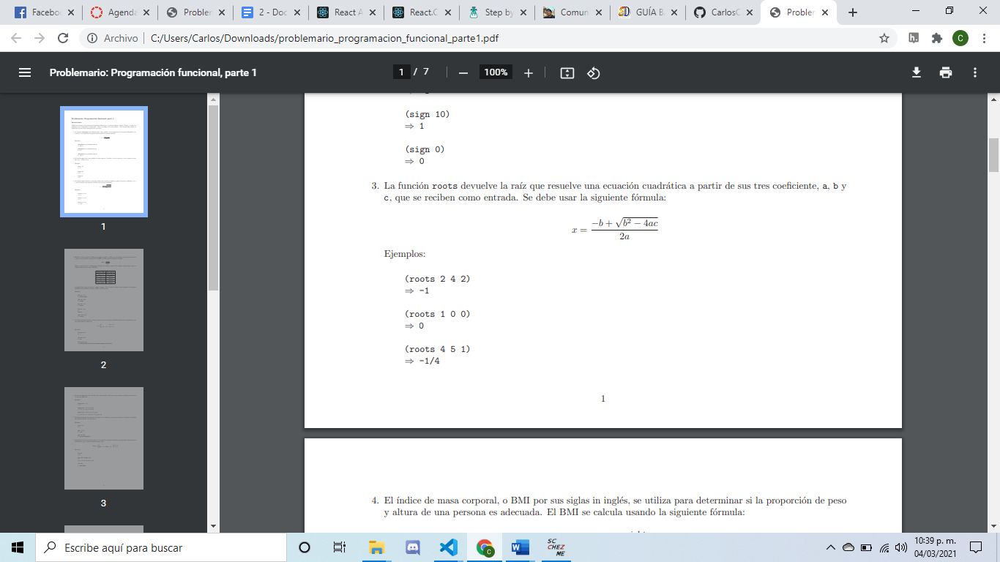 Facebo
Agenda
Problem
2 - Doc
React A
React.C
Step by
Comun
GUÍA B
CarlosC
Problem
Archivo
C:/Users/Carlos/Downloads/problemario_programacion_funcional_parte1.pdf
C
Problemario: Programación funcional, parte 1
1 / 7
100%
(sign 10)
⇒ 1
(sign 0)
⇒ 0
3. La función roots devuelve la raíz que resuelve una ecuación cuadrática a partir de sus tres coeficiente, a, b y
c, que se reciben como entrada. Se debe usar la siguiente fórmula:
x = \frac{-b + \sqrt{b^2 - 4ac}}{2a}
Ejemplos:
(roots 2 4 2)
⇒ -1
(roots 1 0 0)
⇒ 0
(roots 4 5 1)
⇒ -1/4
1
4. El índice de masa corporal, o BMI por sus siglas in inglés, se utiliza para determinar si la proporción de peso
y altura de una persona es adecuada. El BMI se calcula usando la siguiente fórmula:
1
2
3
Escribe aquí para buscar
SC
CHEZ
ME
10:39 p. m.
04/03/2021